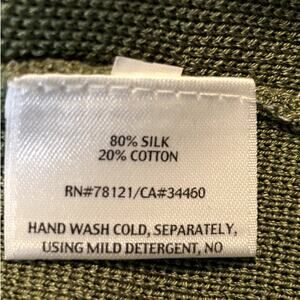 80% SILK
20% COTTON
RN#78121/CA#34460
HAND WASH COLD, SEPARATELY,
USING MILD DETERGENT, NO